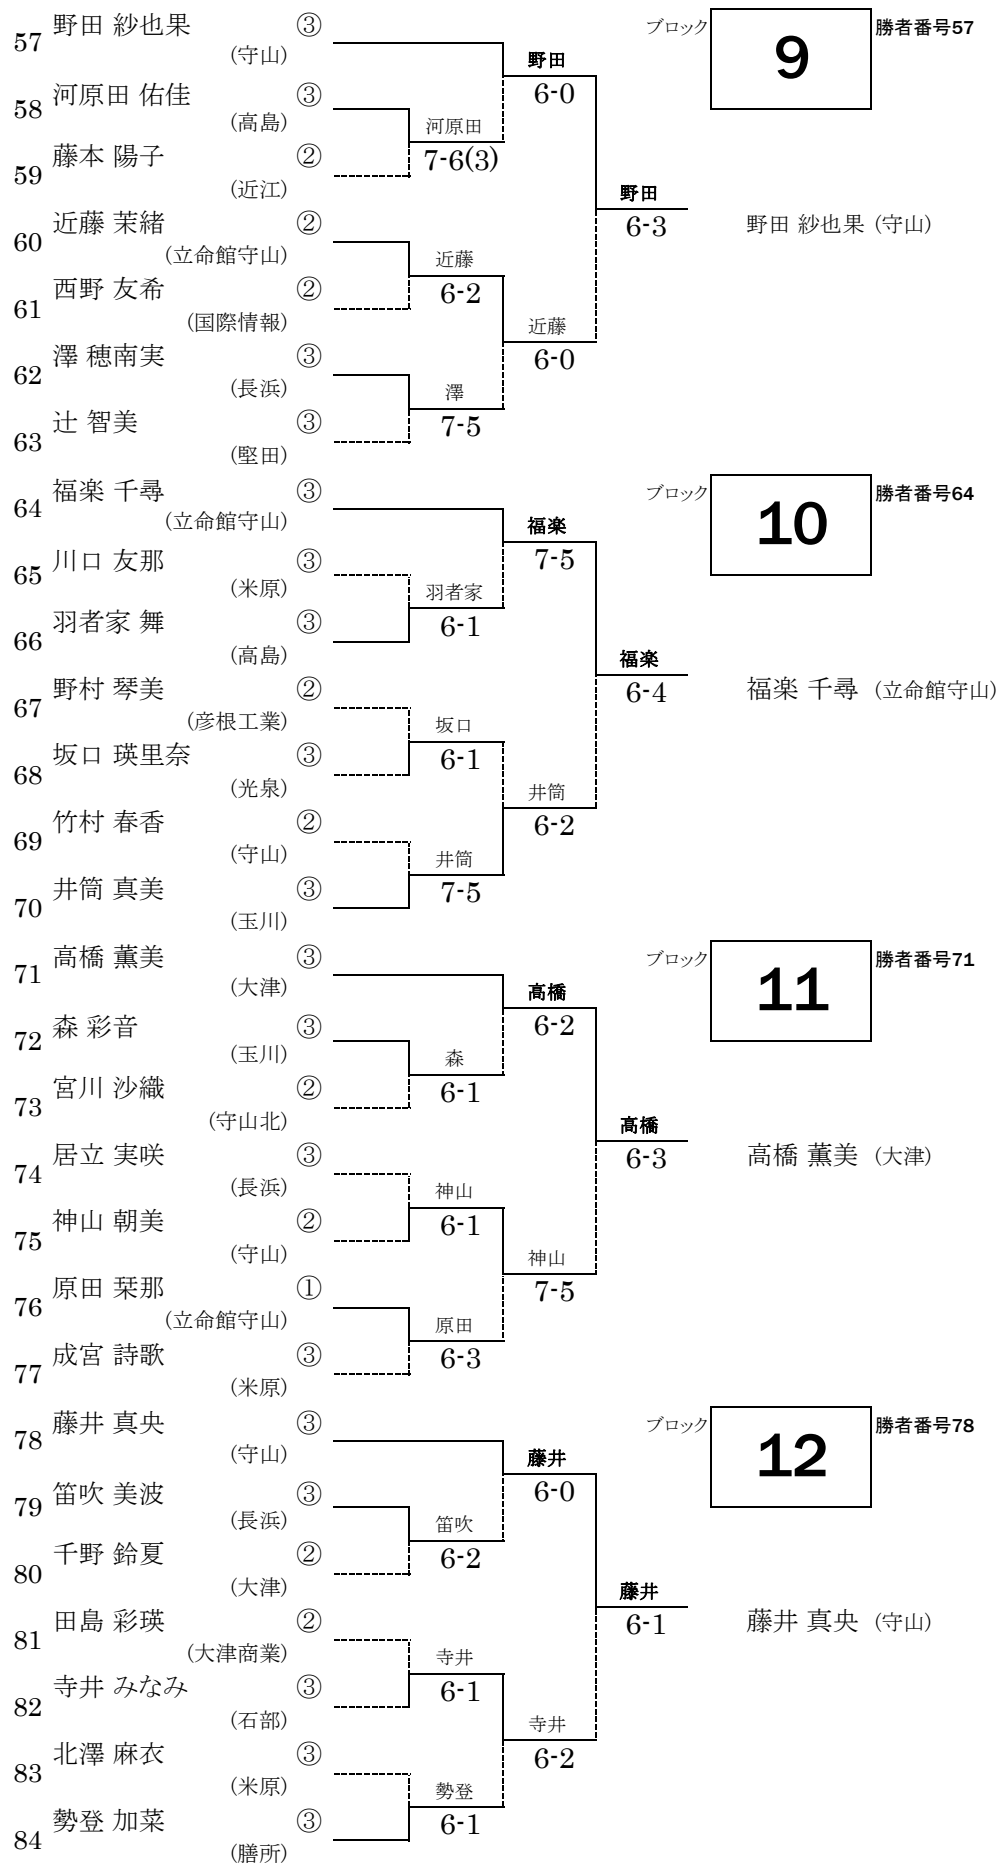 57 野田 紗也果 ③ (守山)
58 河原田 佑佳 ③ (高島)
59 藤本 陽子 ② (近江)
60 近藤 茉緒 ② (立命館守山)
61 西野 友希 ② (国際情報)
62 澤 穂南実 ③ (長浜)
63 辻 智美 ③ (堅田)
河原田 7-6(3)
近藤 6-2
澤 7-5
野田 6-0
近藤 6-0
野田 6-3
野田 紗也果 (守山)
ブロック 9 勝者番号57
64 福楽 千尋 ③ (立命館守山)
65 川口 友那 ③ (米原)
66 羽者家 舞 ③ (高島)
67 野村 琴美 ② (彦根工業)
68 坂口 瑛里奈 ③ (光泉)
69 竹村 春香 ② (守山)
70 井筒 真美 ③ (玉川)
羽者家 6-1
坂口 6-1
井筒 7-5
福楽 7-5
井筒 6-2
福楽 6-4
福楽 千尋 (立命館守山)
ブロック 10 勝者番号64
71 高橋 薫美 ③ (大津)
72 森 彩音 ③ (玉川)
73 宮川 沙織 ② (守山北)
74 居立 実咲 ③ (長浜)
75 神山 朝美 ② (守山)
76 原田 栞那 ① (立命館守山)
77 成宮 詩歌 ③ (米原)
森 6-1
神山 6-1
原田 6-3
高橋 6-2
神山 7-5
高橋 6-3
高橋 薫美 (大津)
ブロック 11 勝者番号71
78 藤井 真央 ③ (守山)
79 笛吹 美波 ③ (長浜)
80 千野 鈴夏 ② (大津)
81 田島 彩瑛 ② (大津商業)
82 寺井 みなみ ③ (石部)
83 北澤 麻衣 ③ (米原)
84 勢登 加菜 ③ (膳所)
笛吹 6-2
寺井 6-1
勢登 6-1
藤井 6-0
寺井 6-2
藤井 6-1
藤井 真央 (守山)
ブロック 12 勝者番号78